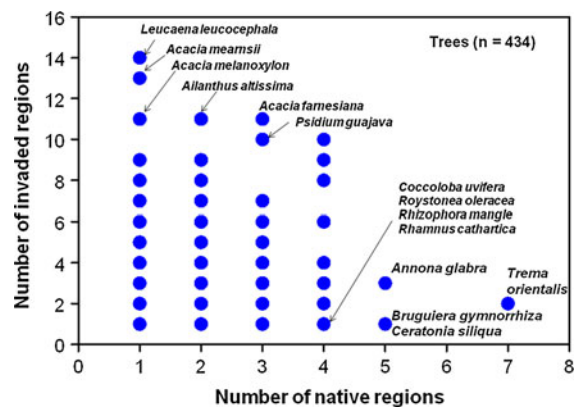 16
14
12
10
8
6
4
2
0
Number of invaded regions
Leucaena leucocephala
Acacia mearnsii
Acacia melanoxylon
Ailanthus altissima
Trees (n = 434)
Acacia farnesiana
Psidium guajava
Coccoloba uvifera
Roystonea oleracea
Rhizophora mangle
Rhamnus cathartica
Annona glabra
Trema
orientalis
Bruguiera gymnorrhiza
Ceratonia siliqua
0 1 2 3 4 5 6 7 8
Number of native regions